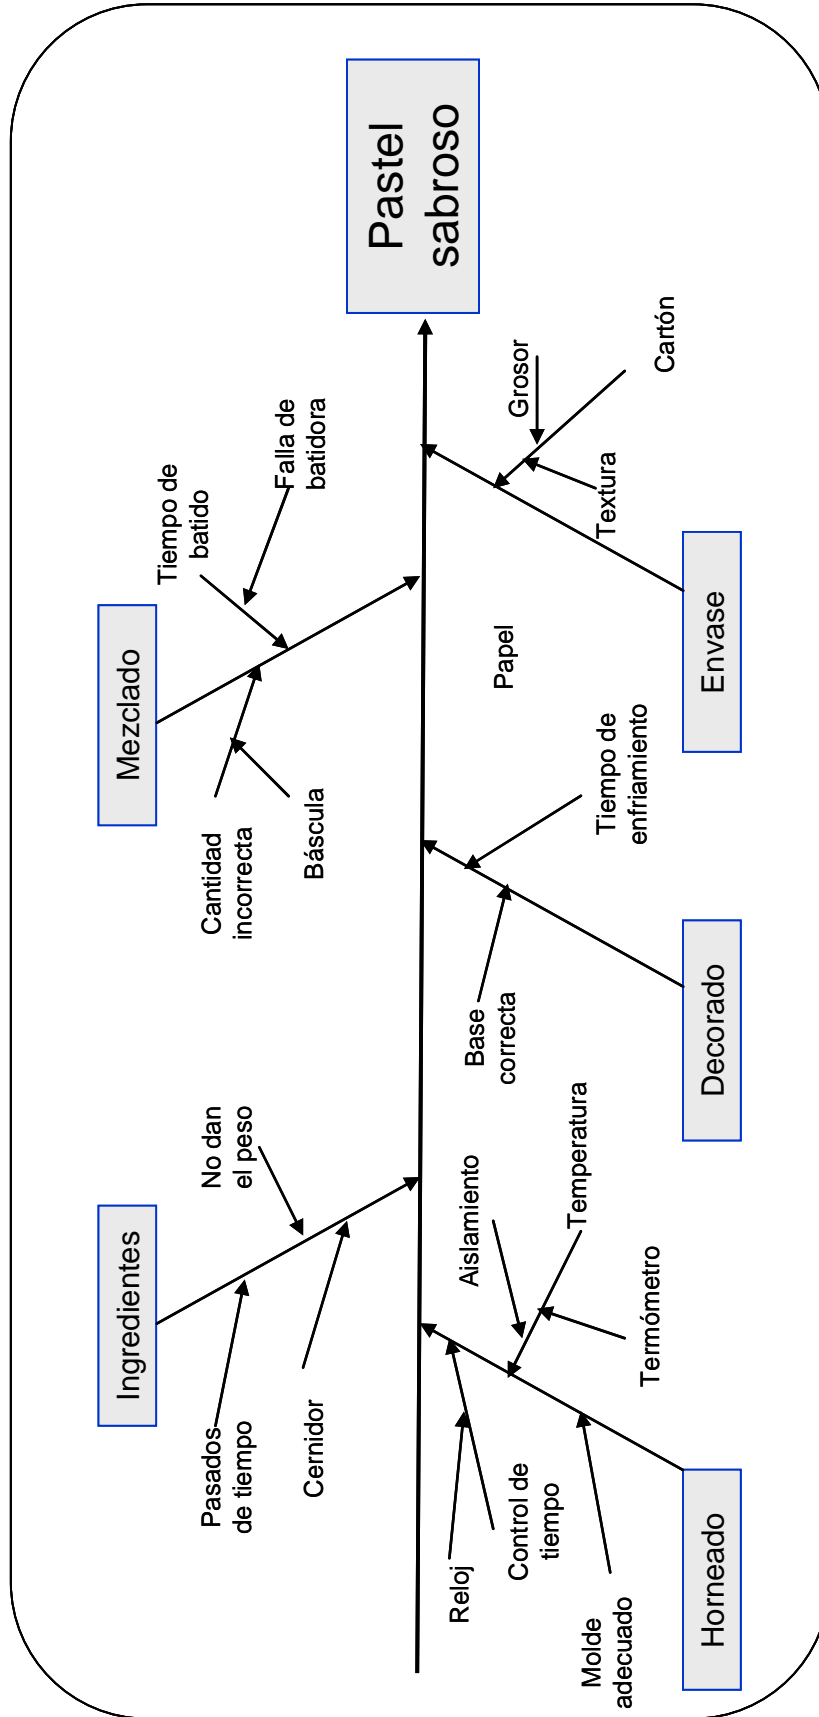 Pastel
sabroso
Ingredientes
Pasados
de tiempo
No dan
el peso
Cernidor
Mezclado
Cantidad
incorrecta
Báscula
Tiempo de
batido
Falla de
batidora
Horneado
Reloj
Control de
tiempo
Molde
adecuado
Aislamiento
Temperatura
Termómetro
Decorado
Base
correcta
Tiempo de
enfriamiento
Envase
Papel
Textura
Grosor
Cartón